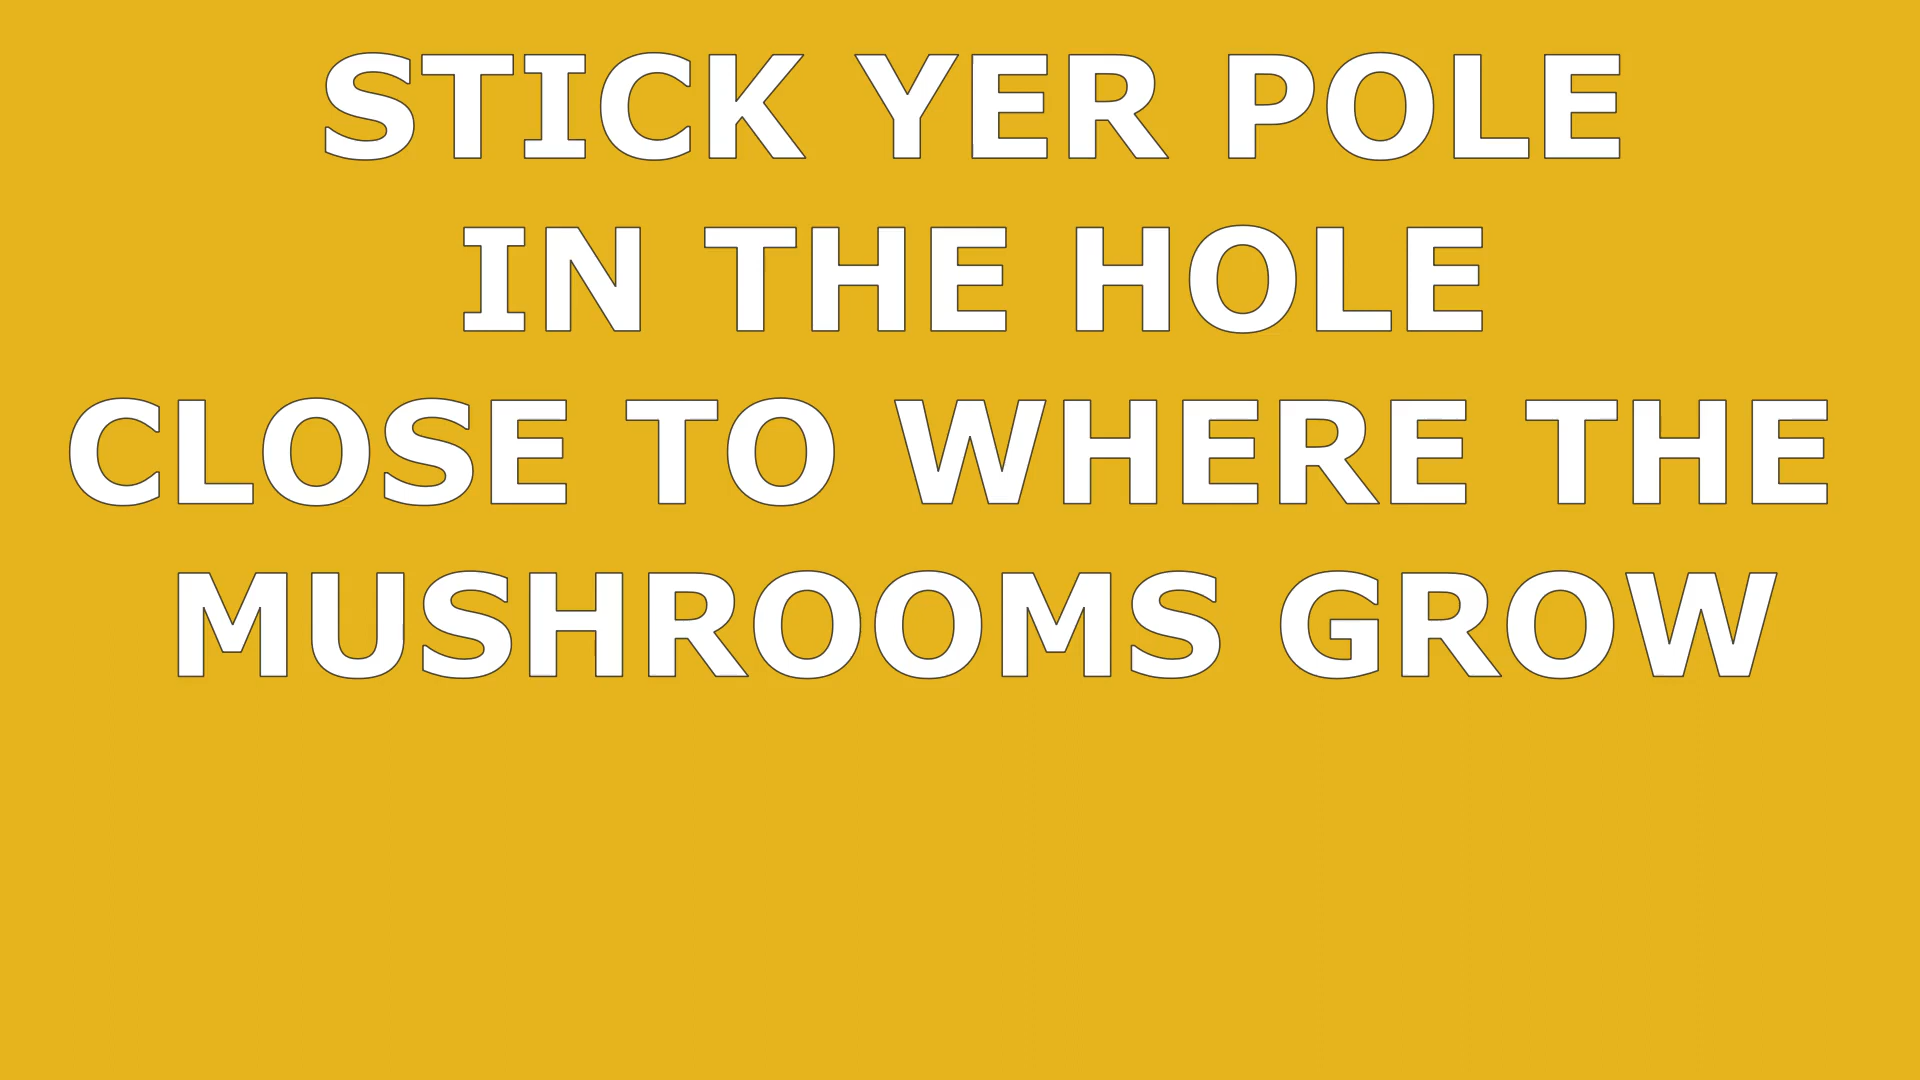 STICK YER POLE
IN THE HOLE
CLOSE TO WHERE THE
MUSHROOMS GROW